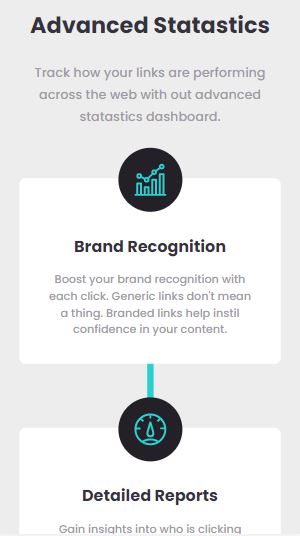 Advanced Statastics
Track how your links are performing
across the web with out advanced
statastics dashboard.
Brand Recognition
Boost your brand recognition with
each click. Generic links don't mean
a thing. Branded links help instil
confidence in your content.
Detailed Reports
Gain insights into who is clicking